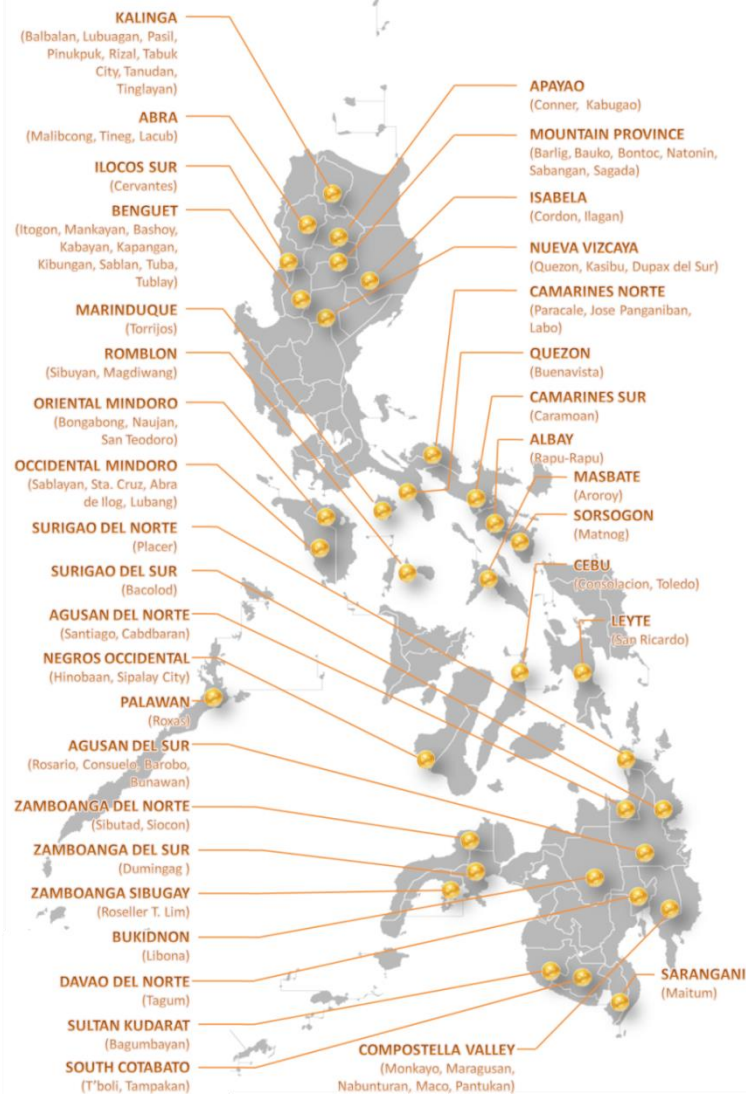 KALINGA
(Balbalan, Lubuagan, Pasil,
Pinukpuk, Rizal, Tabuk
City, Tanudan,
Tinglayan)
ABRA
(Malibcong, Tineg, Lacub)
ILOCOS SUR
(Cervantes)
BENGUET
(Itogon, Mankayan, Bashoy,
Kabayan, Kapangan,
Kibungan, Sablan, Tuba,
Tublay)
MARINDUQUE
(Torrijos)
ROMBLON
(Sibuyan, Magdiwang)
ORIENTAL MINDORO
(Bongabong, Naujan,
San Teodoro)
OCCIDENTAL MINDORO
(Sablayan, Sta. Cruz, Abra
de Ilog, Lubang)
SURIGAO DEL NORTE
(Placer)
SURIGAO DEL SUR
(Bacolod)
AGUSAN DEL NORTE
(Santiago, Cabdbaran)
NEGROS OCCIDENTAL
(Hinobaan, Sipalay City)
PALAWAN
(Roxas)
AGUSAN DEL SUR
(Rosario, Consuelo, Barobo,
Bunawan)
ZAMBOANGA DEL NORTE
(Sibutad, Siocon)
ZAMBOANGA DEL SUR
(Dumingag )
ZAMBOANGA SIBUGAY
(Roseller T. Lim)
BUKIDNON
(Libona)
DAVAO DEL NORTE
(Tagum)
SULTAN KUDARAT
(Bagumbayan)
SOUTH COTABATO
(T'boli, Tampakan)
APAYAO
(Conner, Kabugao)
MOUNTAIN PROVINCE
(Barlig, Bauko, Bontoc, Natonin,
Sabangan, Sagada)
ISABELA
(Cordon, Ilagan)
NUEVA VIZCAYA
(Quezon, Kasibu, Dupax del Sur)
CAMARINES NORTE
(Paracale, Jose Panganiban,
Labo)
QUEZON
(Buenavista)
CAMARINES SUR
(Caramoan)
ALBAY
(Rapu-Rapu)
MASBATE
(Aroroy)
SORSOGON
(Matnog)
CEBU
(Consolacion, Toledo)
LEYTE
(San Ricardo)
SARANGANI
(Maitum)
COMPOSTELLA VALLEY
(Monkayo, Maragusan,
Nabunturan, Maco, Pantukan)